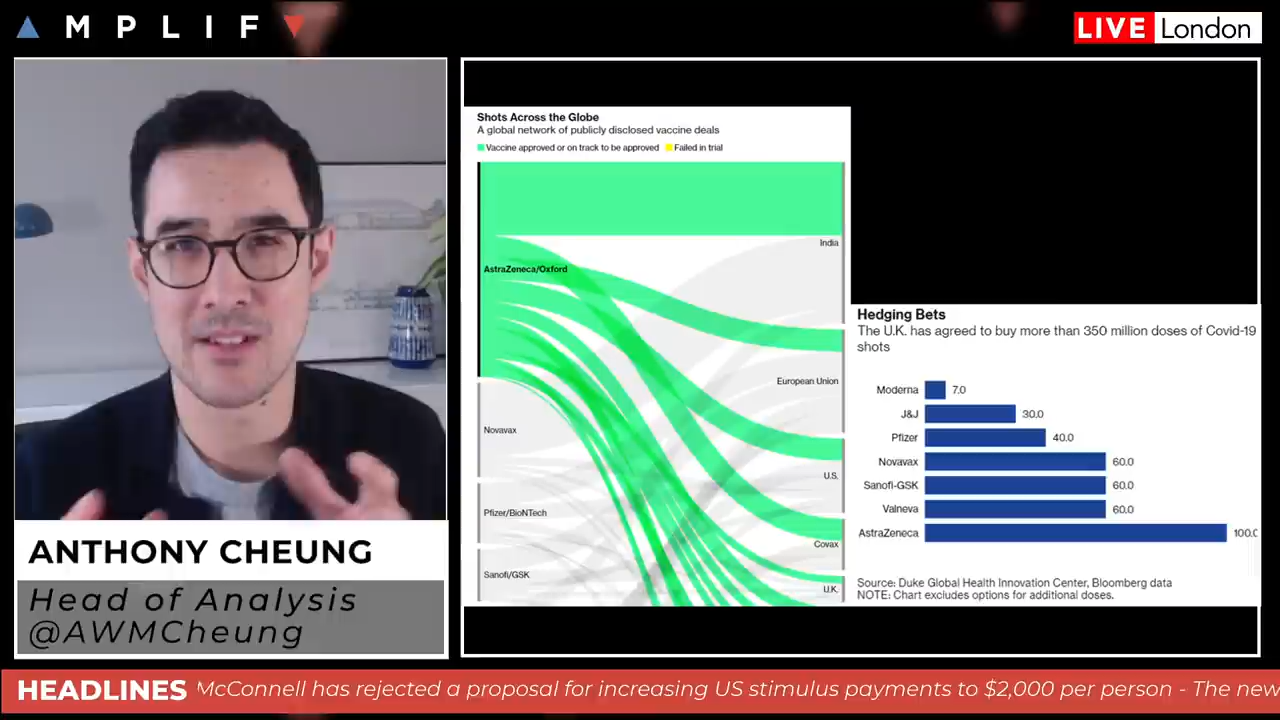 AMPLIFY
LIVE London
Shots Across the Globe
A global network of publicly disclosed vaccine deals
Vaccine approved or on track to be approved Failed in trial
India
AstraZeneca/Oxford
European Union
Novavax
U.S.
Pfizer/BioNTech
Covax
Sanofi/GSK
U.K.
Hedging Bets
The U.K. has agreed to buy more than 350 million doses of Covid-19
shots
Moderna 7.0
J&J 30.0
Pfizer 40.0
Novavax 60.0
Sanofi-GSK 60.0
Valneva 60.0
AstraZeneca 100.0
Source: Duke Global Health Innovation Center, Bloomberg data
NOTE: Chart excludes options for additional doses.
ANTHONY CHEUNG
Head of Analysis
@AWMCheung
HEADLINES McConnell has rejected a proposal for increasing US stimulus payments to $2,000 per person - The new